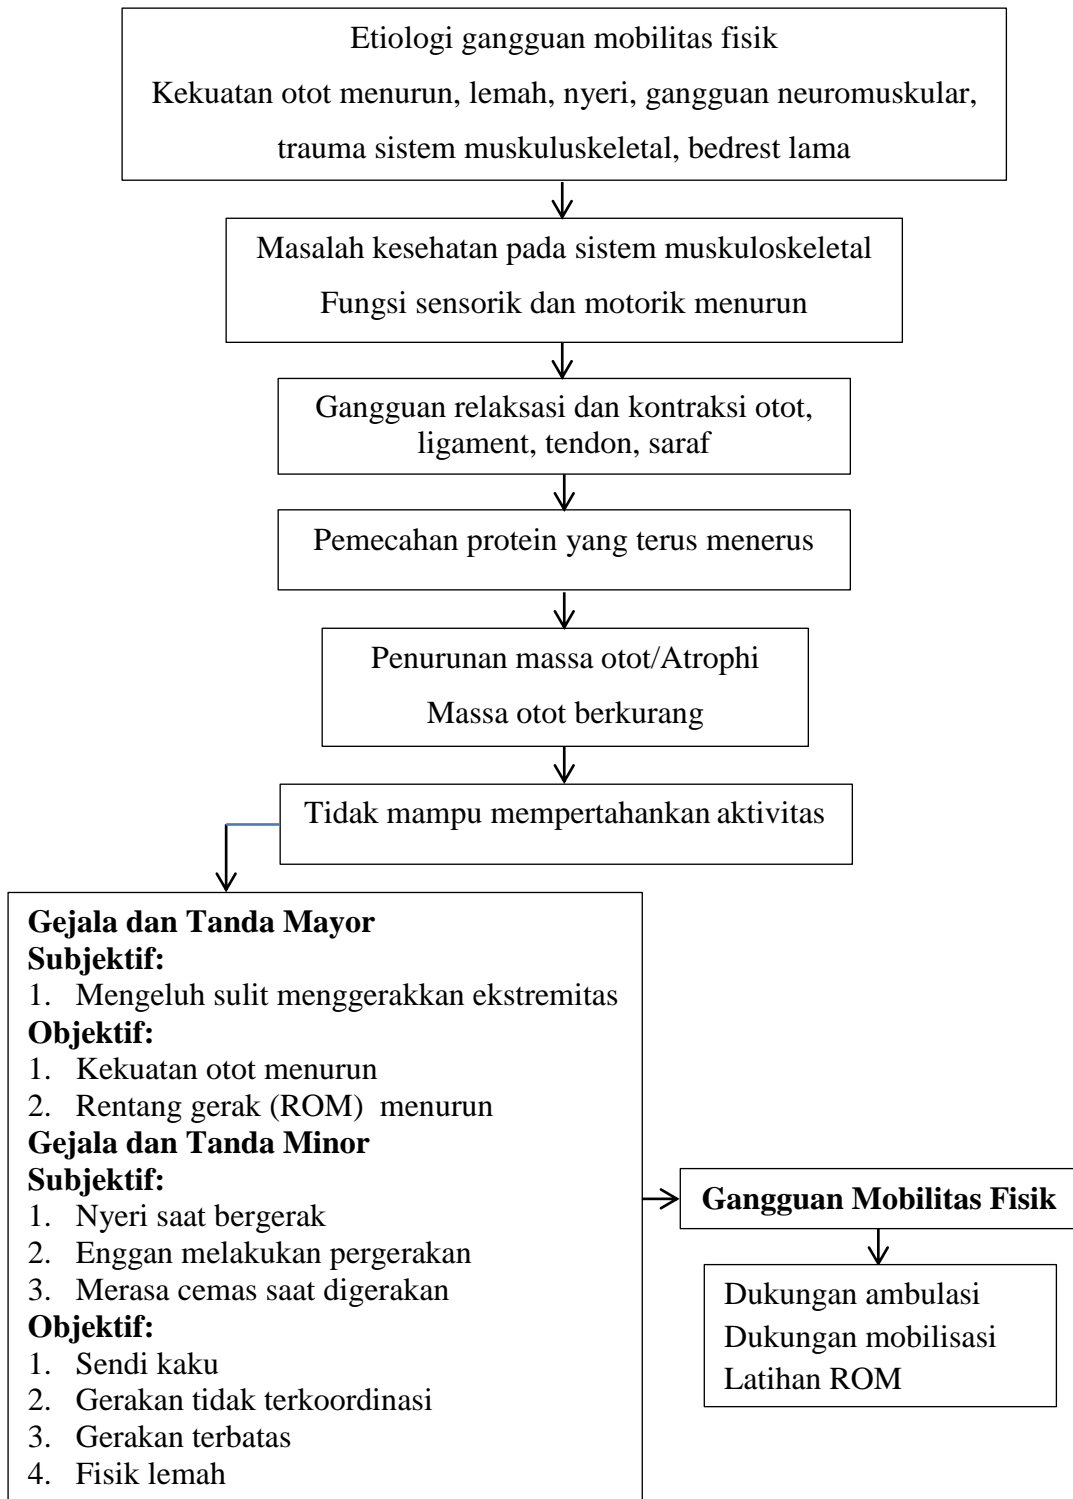 Etiologi gangguan mobilitas fisik
Kekuatan otot menurun, lemah, nyeri, gangguan neuromuskular,
trauma sistem muskuluskeletal, bedrest lama
Masalah kesehatan pada sistem muskuloskeletal
Fungsi sensorik dan motorik menurun
Gangguan relaksasi dan kontraksi otot,
ligament, tendon, saraf
Pemecahan protein yang terus menerus
Penurunan massa otot/Atrophi
Massa otot berkurang
Tidak mampu mempertahankan aktivitas
Gejala dan Tanda Mayor
Subjektif:
1. Mengeluh sulit menggerakkan ekstremitas
Objektif:
1. Kekuatan otot menurun
2. Rentang gerak (ROM) menurun
Gejala dan Tanda Minor
Subjektif:
1. Nyeri saat bergerak
2. Enggan melakukan pergerakan
3. Merasa cemas saat digerakan
Objektif:
1. Sendi kaku
2. Gerakan tidak terkoordinasi
3. Gerakan terbatas
4. Fisik lemah
Gangguan Mobilitas Fisik
Dukungan ambulasi
Dukungan mobilisasi
Latihan ROM